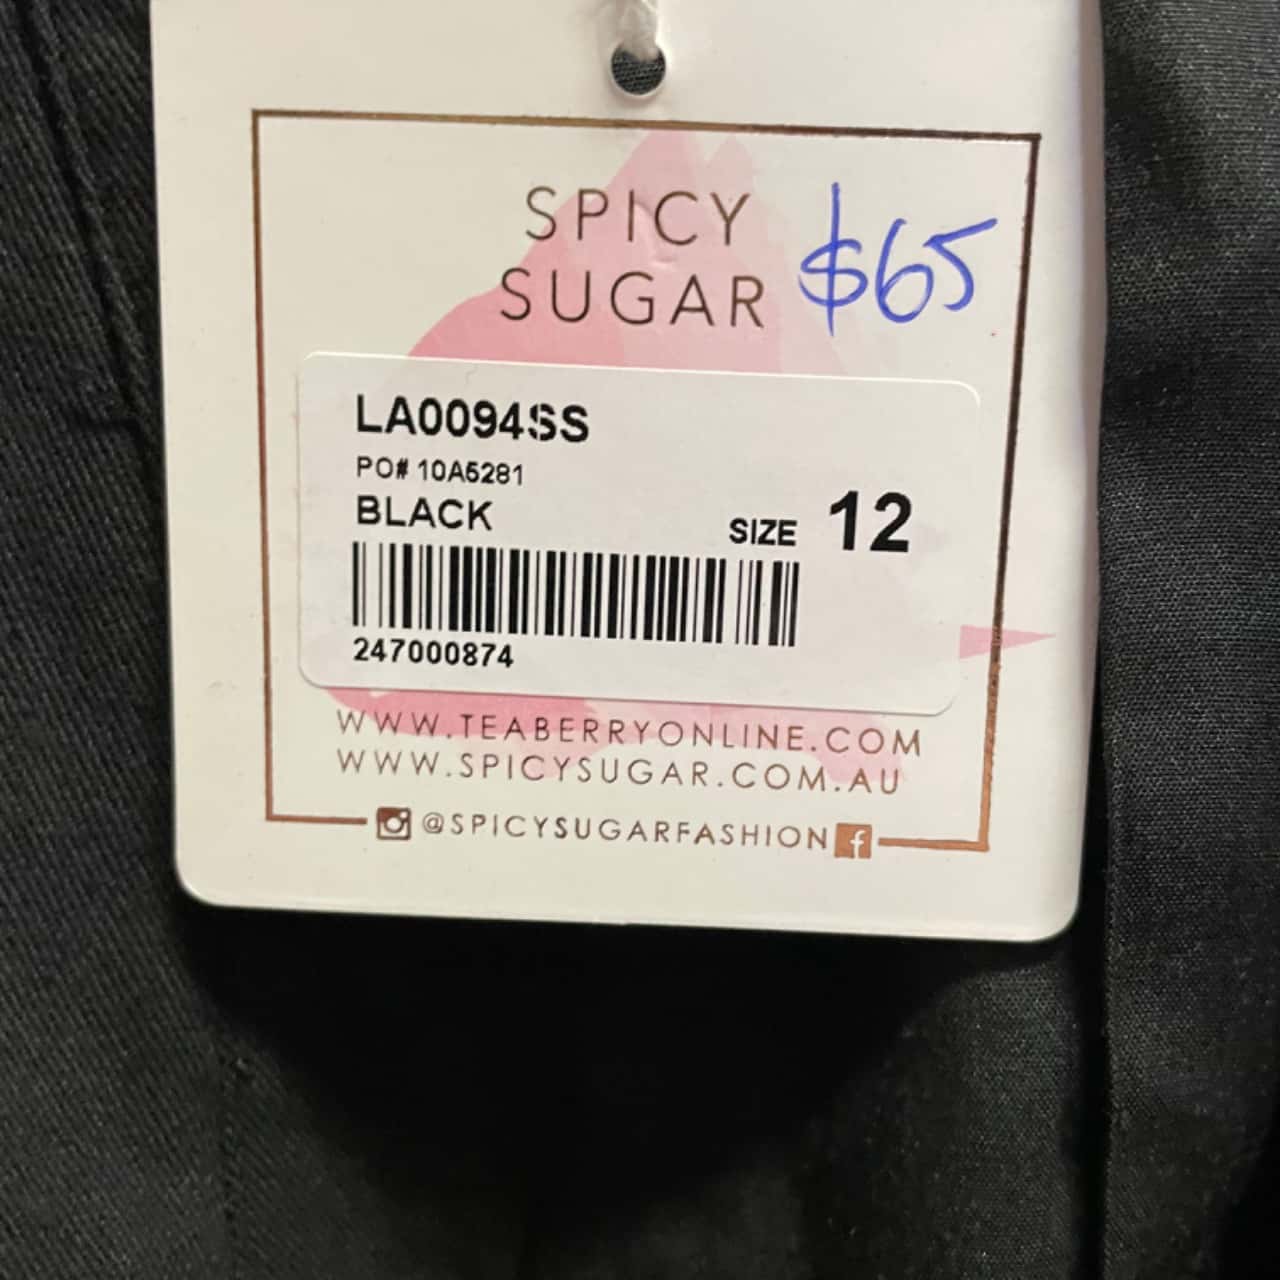 SPICY
SUGAR
$65
LA0094SS
PO# 10A5281
BLACK
SIZE 12
247000874
WWW.TEABERRYONLINE.COM
WWW.SPICYSUGAR.COM.AU
@SPICYSUGARFASHION